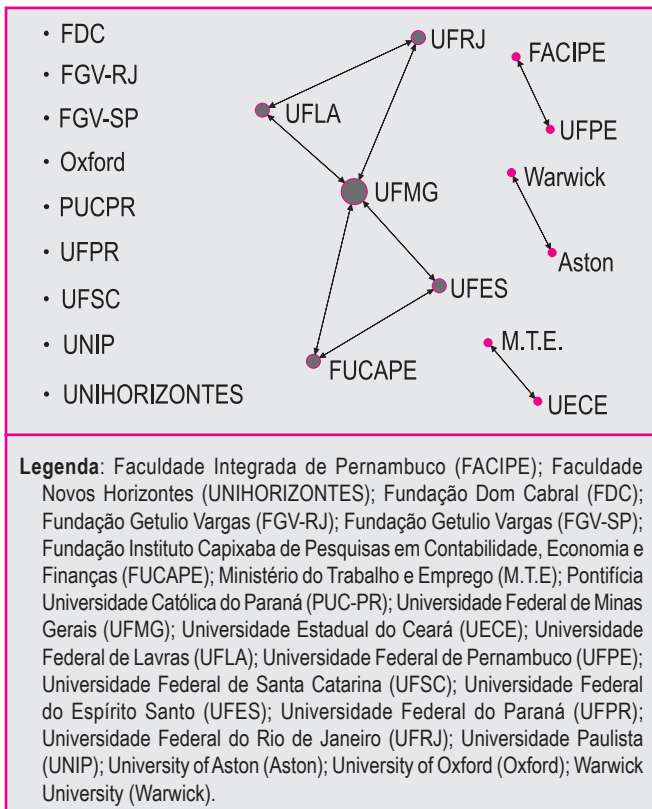 • FDC
• FGV-RJ
• FGV-SP
• Oxford
• PUCPR
• UFPR
• UFSC
• UNIP
• UNIHORIZONTES
UFRJ
UFLA
UFMG
UFES
FUCAPE
FACIPE
UFPE
Warwick
Aston
M.T.E.
UECE
Legenda: Faculdade Integrada de Pernambuco (FACIPE); Faculdade
Novos Horizontes (UNIHORIZONTES); Fundação Dom Cabral (FDC);
Fundação Getulio Vargas (FGV-RJ); Fundação Getulio Vargas (FGV-SP);
Fundação Instituto Capixaba de Pesquisas em Contabilidade, Economia e
Finanças (FUCAPE); Ministério do Trabalho e Emprego (M.T.E); Pontifícia
Universidade Católica do Paraná (PUC-PR); Universidade Federal de Minas
Gerais (UFMG); Universidade Estadual do Ceará (UECE); Universidade
Federal de Lavras (UFLA); Universidade Federal de Pernambuco (UFPE);
Universidade Federal de Santa Catarina (UFSC); Universidade Federal
do Espírito Santo (UFES); Universidade Federal do Paraná (UFPR);
Universidade Federal do Rio de Janeiro (UFRJ); Universidade Paulista
(UNIP); University of Aston (Aston); University of Oxford (Oxford); Warwick
University (Warwick).